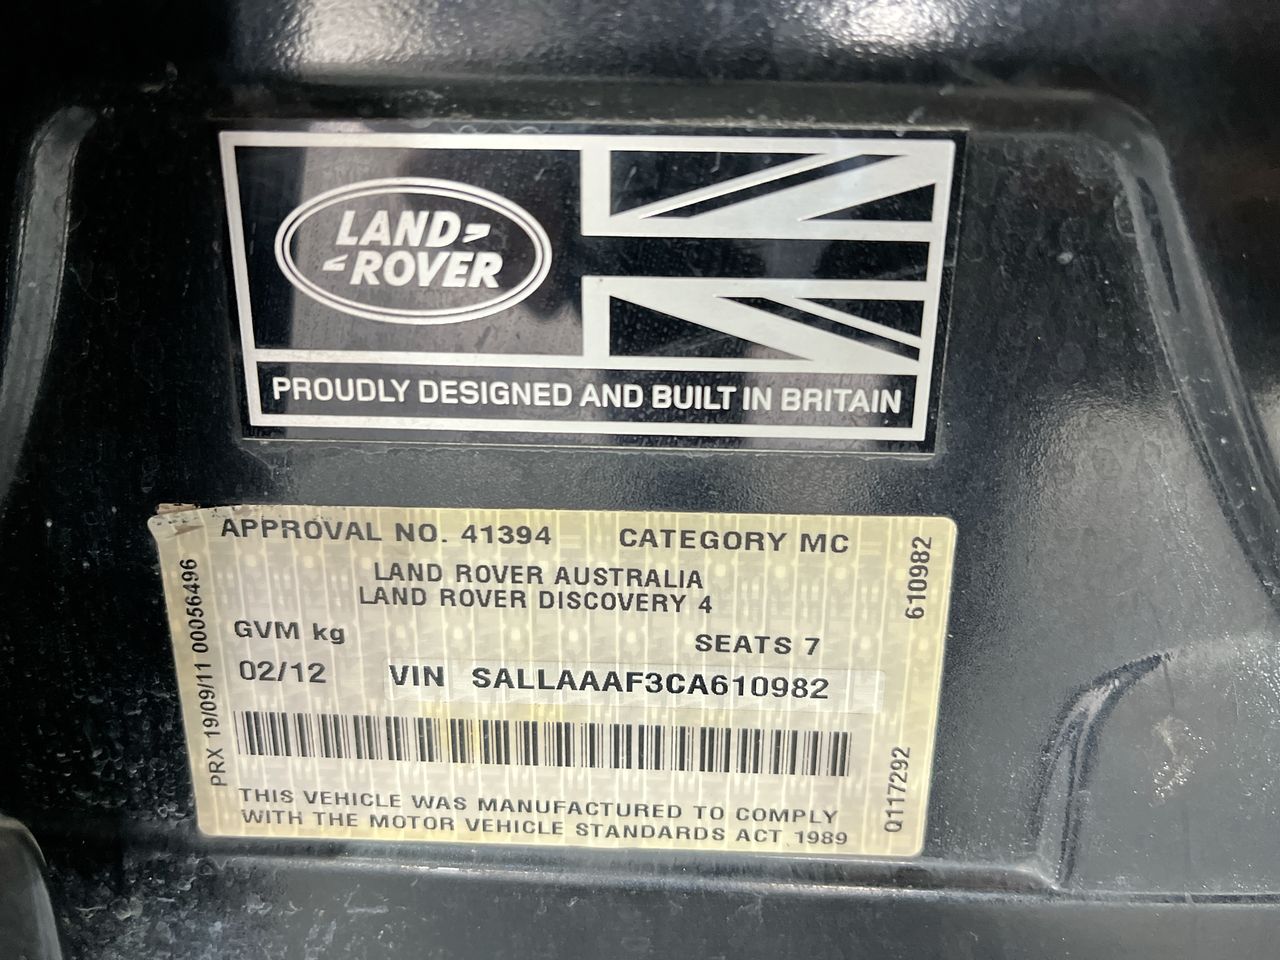 LAND
ROVER
PROUDLY DESIGNED AND BUILT IN BRITAIN
APPROVAL NO. 41394 CATEGORY MC
LAND ROVER AUSTRALIA
LAND ROVER DISCOVERY 4
GVM kg SEATS 7
02/12 VIN SALLAAAF3CA610982
THIS VEHICLE WAS MANUFACTURED TO COMPLY
WITH THE MOTOR VEHICLE STANDARDS ACT 1989
PRX 19/09/11 00056496
610982
Q117292